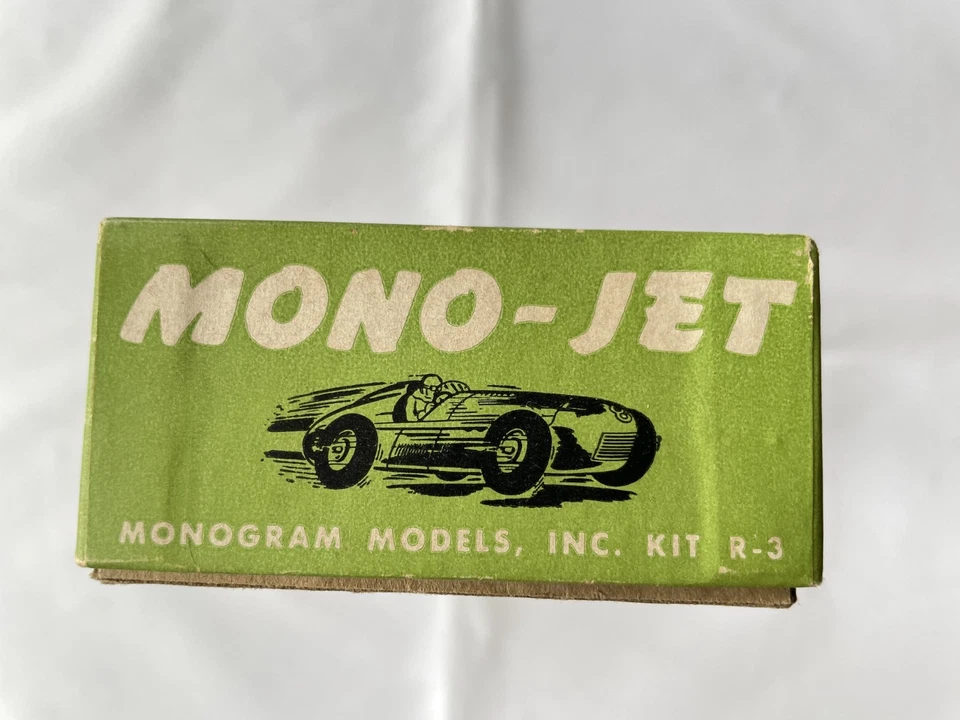 MONO-JET
MONOGRAM MODELS, INC. KIT R-3